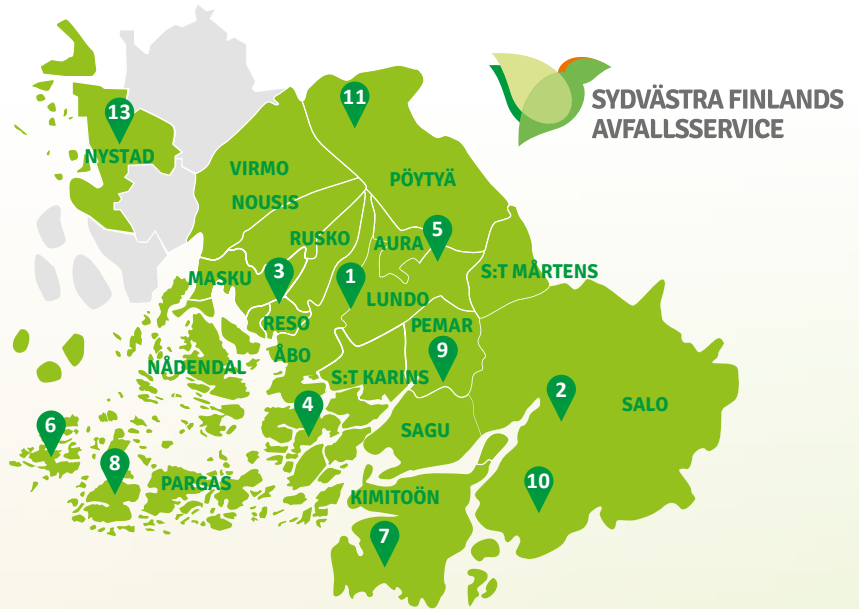 SYDVÄSTRA FINLANDS
AVFALLSSERVICE
11
13
NYSTAD
VIRMO
PÖYTYÄ
NOUSIS
5
RUSKO
AURA
3
1
S:T MÅRTENS
MASKU
LUNDO
RESO
PEMAR
ÅBO
9
NÅDENDAL
S:T KARINS
2
4
SALO
6
SAGU
8
10
PARGAS
KIMITOÖN
7